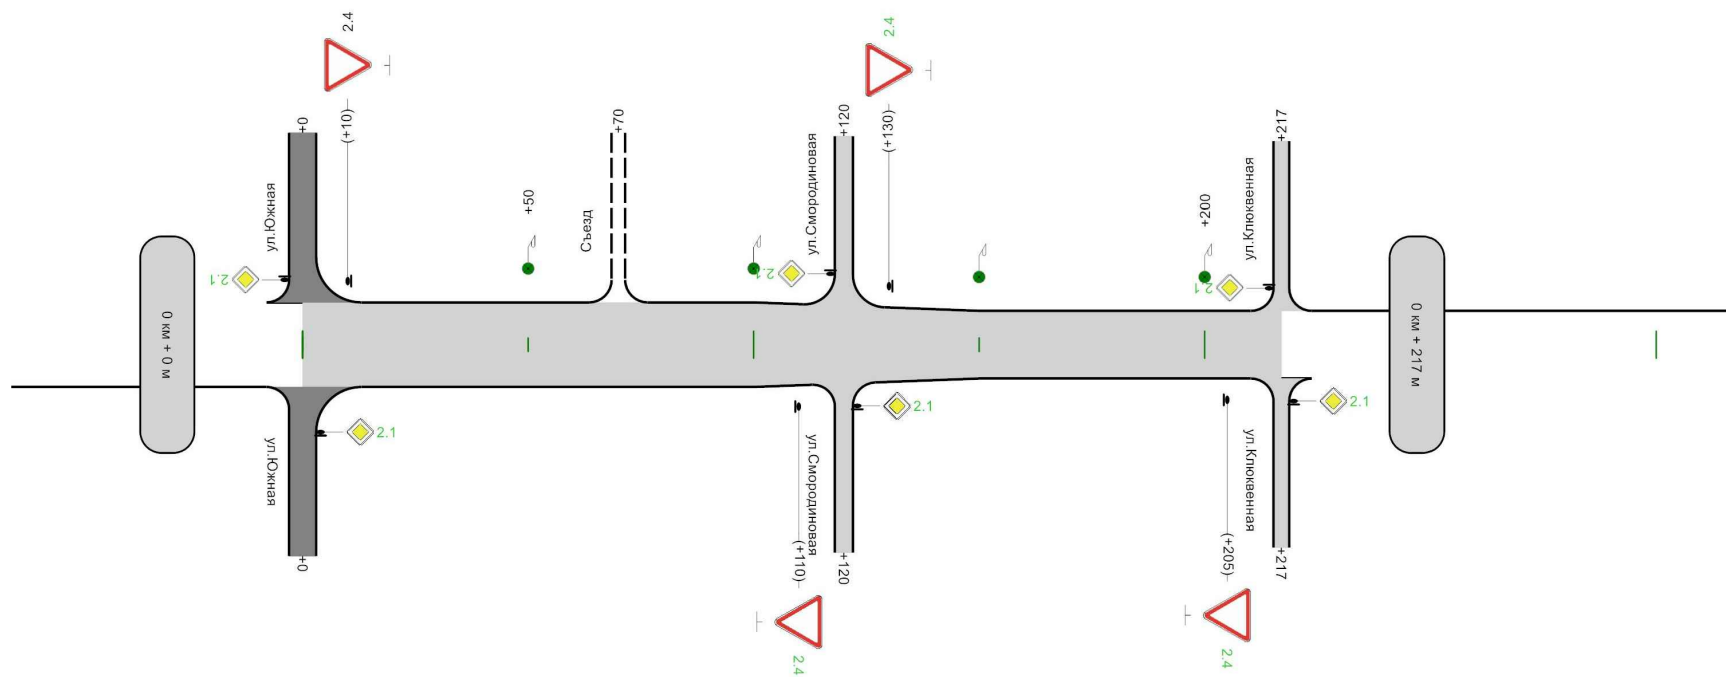 2.4
2.4
+0
(+10)
+70
+120
(+130)
+217
ул.Южная
+50
Съезд
ул.Смородиновая
+200
ул.Клюквенная
2.1
2.1
2.1
0 км + 0 м
0 км + 217 м
2.1
2.1
2.1
ул.Южная
ул.Смородиновая
ул.Клюквенная
+0
(+110)
+120
(+205)
+217
2.4
2.4